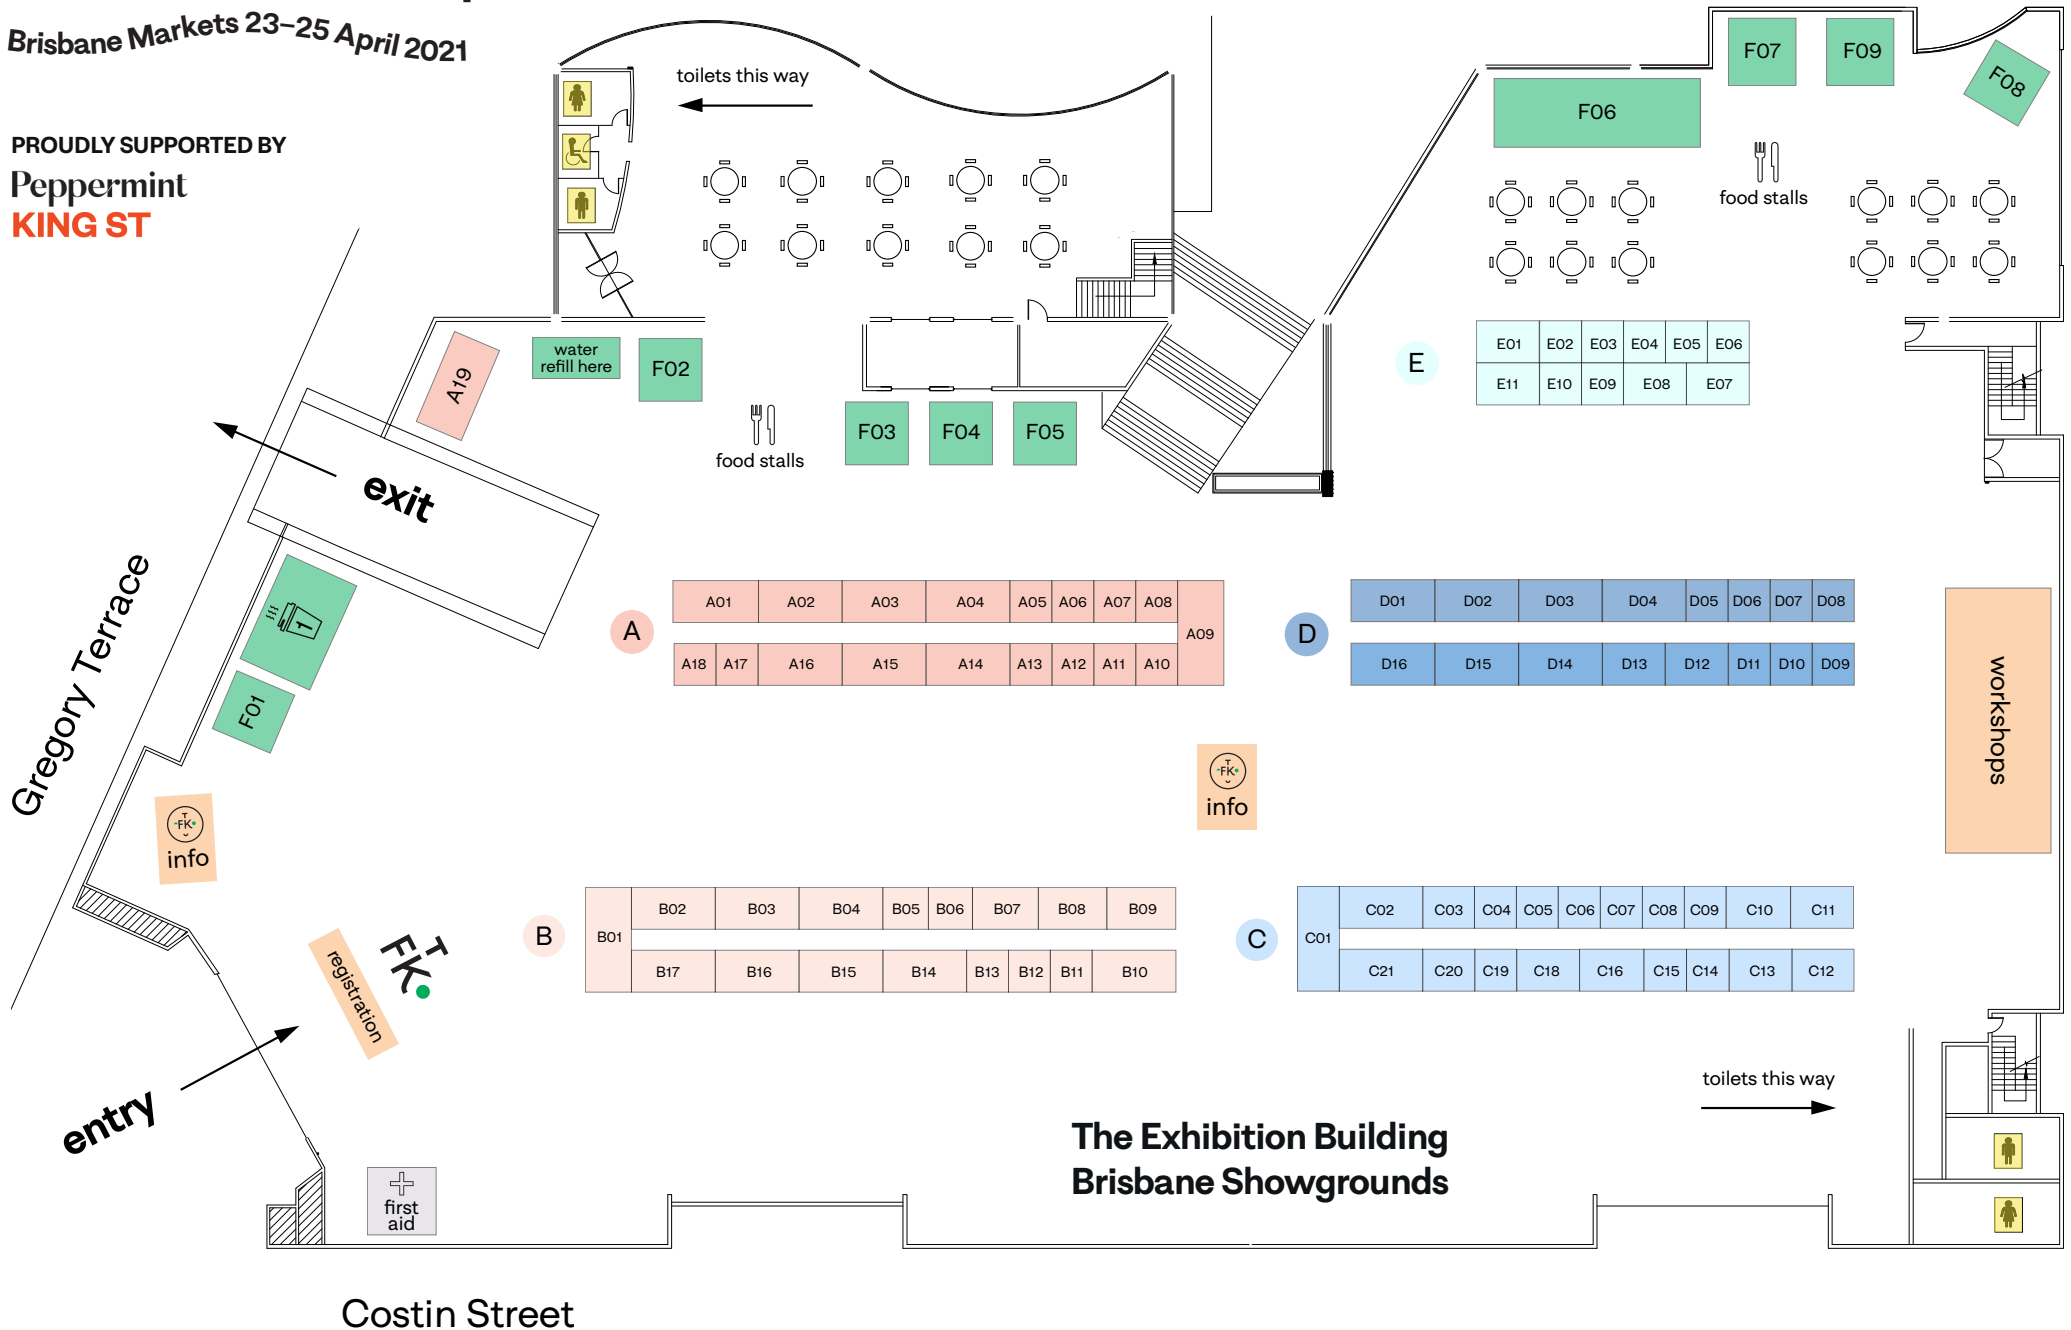 Brisbane Markets 23–25 April 2021
PROUDLY SUPPORTED BY
Peppermint
KING ST
toilets this way
F07
F09
F08
F06
food stalls
A19
water
refill here
F02
food stalls
F03
F04
F05
E
E01 E02 E03 E04 E05 E06
E11 E10 E09 E08 E07
exit
Gregory Terrace
1
F01
A
A01 A02 A03 A04 A05 A06 A07 A08
A09
A18 A17 A16 A15 A14 A13 A12 A11 A10
D
D01 D02 D03 D04 D05 D06 D07 D08
D16 D15 D14 D13 D12 D11 D10 D09
workshops
TFK
info
TFK
info
B
B01
B02 B03 B04 B05 B06 B07 B08 B09
B17 B16 B15 B14 B13 B12 B11 B10
C
C01
C02 C03 C04 C05 C06 C07 C08 C09 C10 C11
C21 C20 C19 C18 C16 C15 C14 C13 C12
registration
TFK.
entry
first
aid
toilets this way
The Exhibition Building
Brisbane Showgrounds
Costin Street